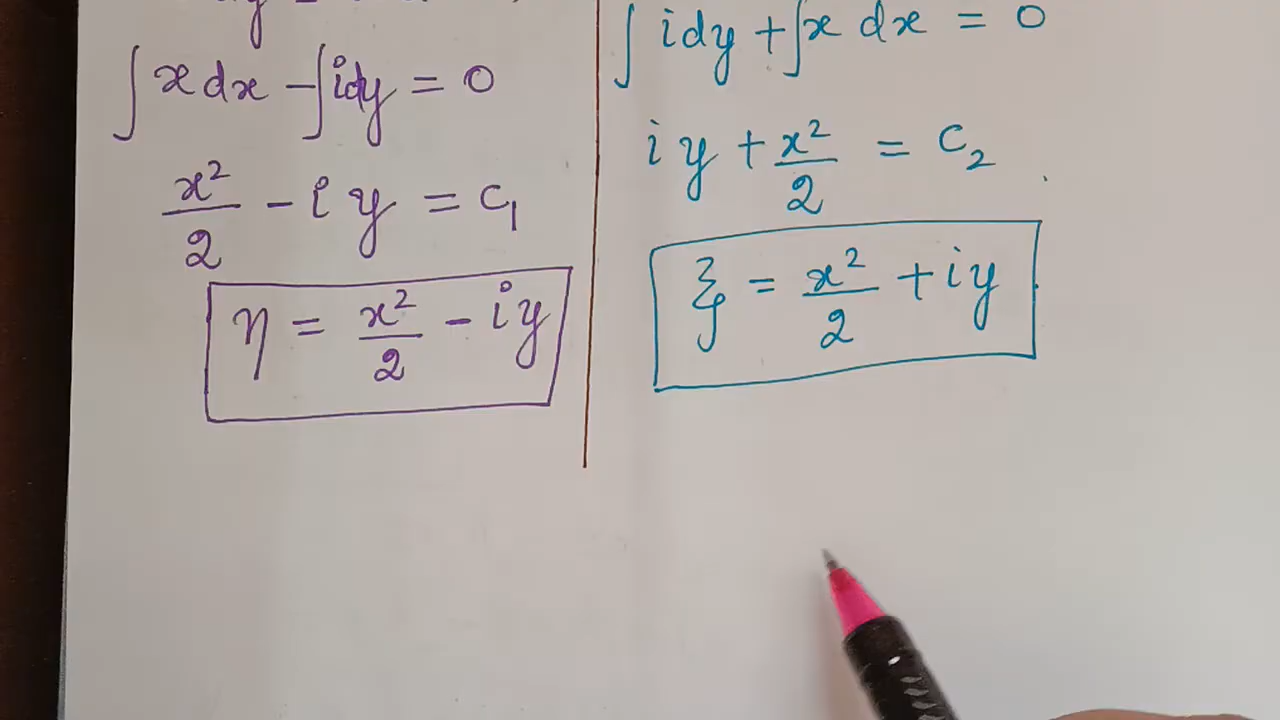 ∫ x dx − ∫ i dy = 0
x²/2 − i y = c₁
η = x²/2 − i y
∫ i dy + ∫ x dx = 0
i y + x²/2 = c₂
ξ = x²/2 + i y